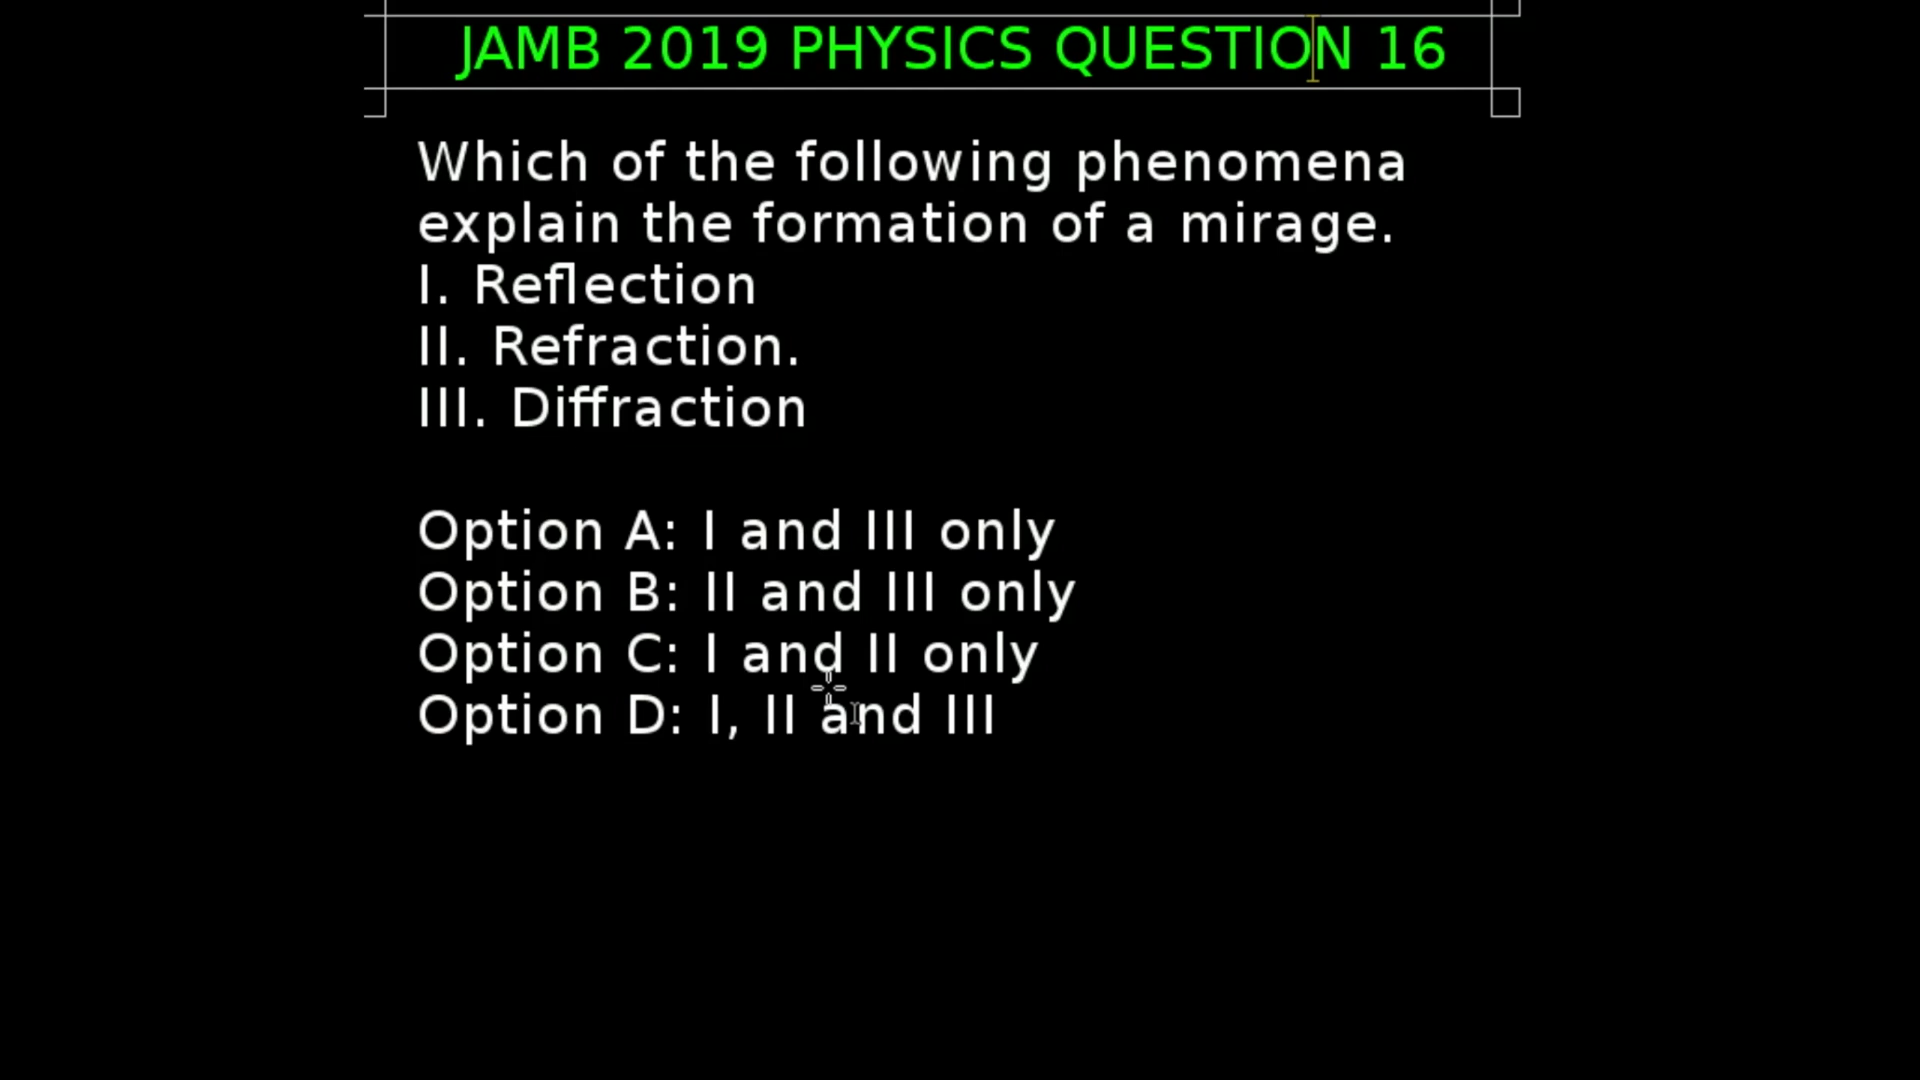 JAMB 2019 PHYSICS QUESTION 16
Which of the following phenomena
explain the formation of a mirage.
I. Reflection
II. Refraction.
III. Diffraction
Option A: I and III only
Option B: II and III only
Option C: I and II only
Option D: I, II and III